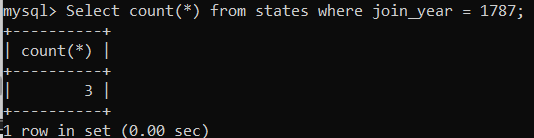 mysql> Select count(*) from states where join_year = 1787;
+----------+
| count(*) |
+----------+
|        3 |
+----------+
1 row in set (0.00 sec)